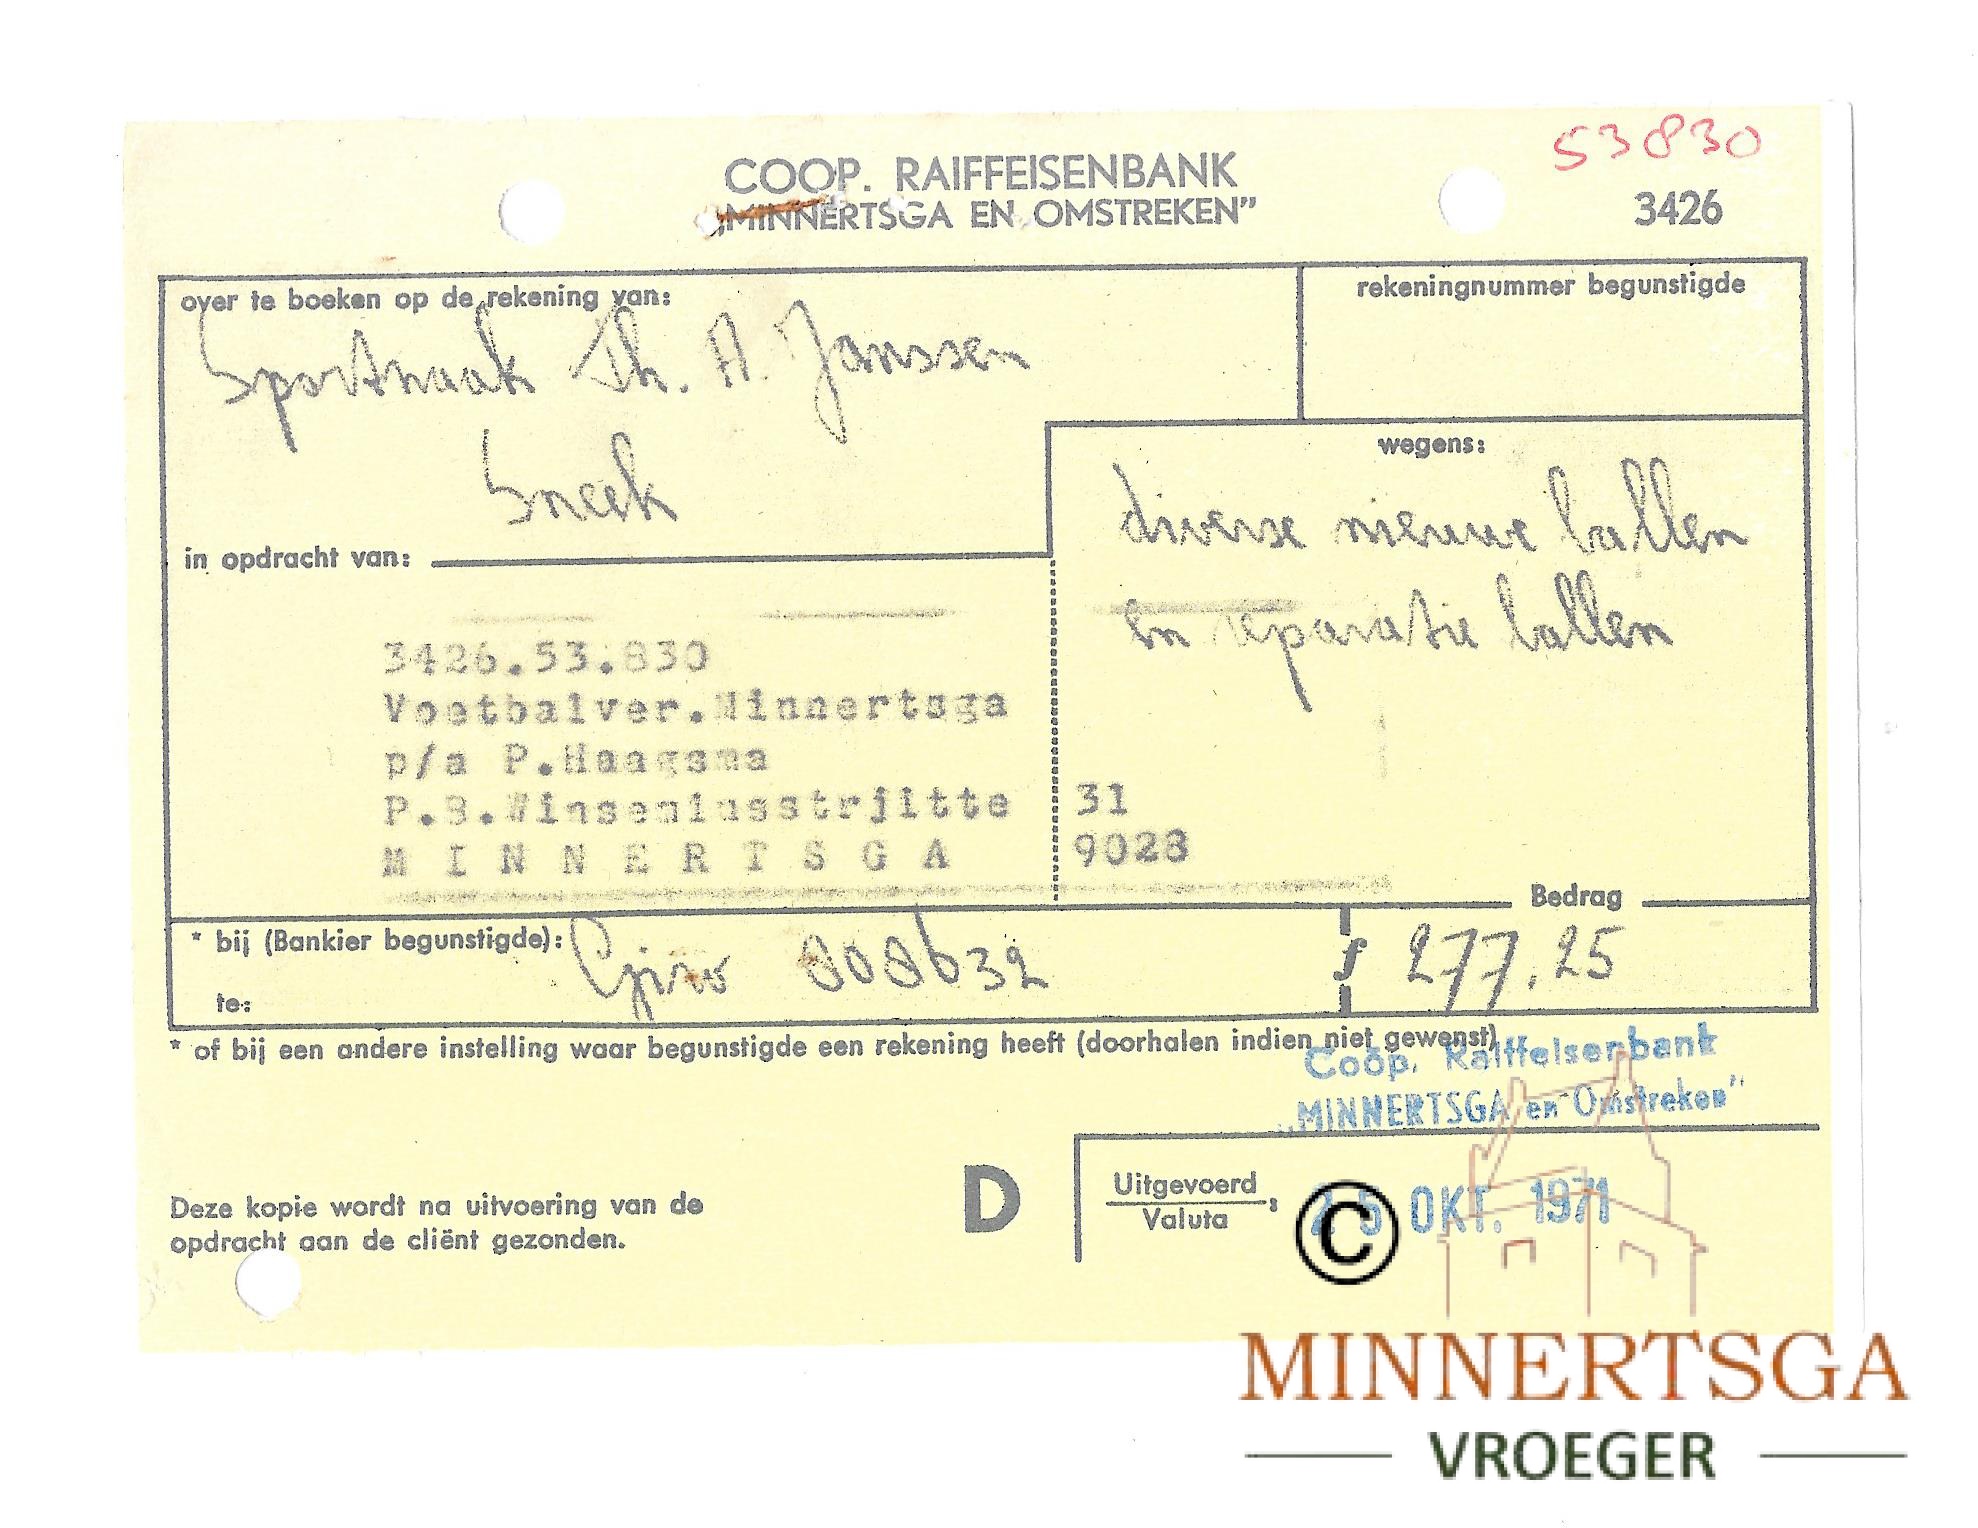 53830
COOP. RAIFFEISENBANK
„MINNERTSGA EN OMSTREKEN”
3426
over te boeken op de rekening van:
rekeningnummer begunstigde
Sporthaak Th. A. Janssen
Sneek
wegens:
diverse nieuwe ballen
en reparatie ballen
in opdracht van:
3426.53.830
Voetbalver.Minnertsga
p/a P.Haagsma
P.S.Winseniusstrjitte 31
MINNERTSGA 9028
Bedrag
* bij (Bankier begunstigde): Giro 808632
f 277,25
te:
* of bij een andere instelling waar begunstigde een rekening heeft (doorhalen indien niet gewenst)
Coöp. Raiffeisenbank
„MINNERTSGA en Omstreken”
Deze kopie wordt na uitvoering van de
opdracht aan de cliënt gezonden.
D
Uitgevoerd
Valuta
: 25 OKT. 1971
©
MINNERTSGA
VROEGER